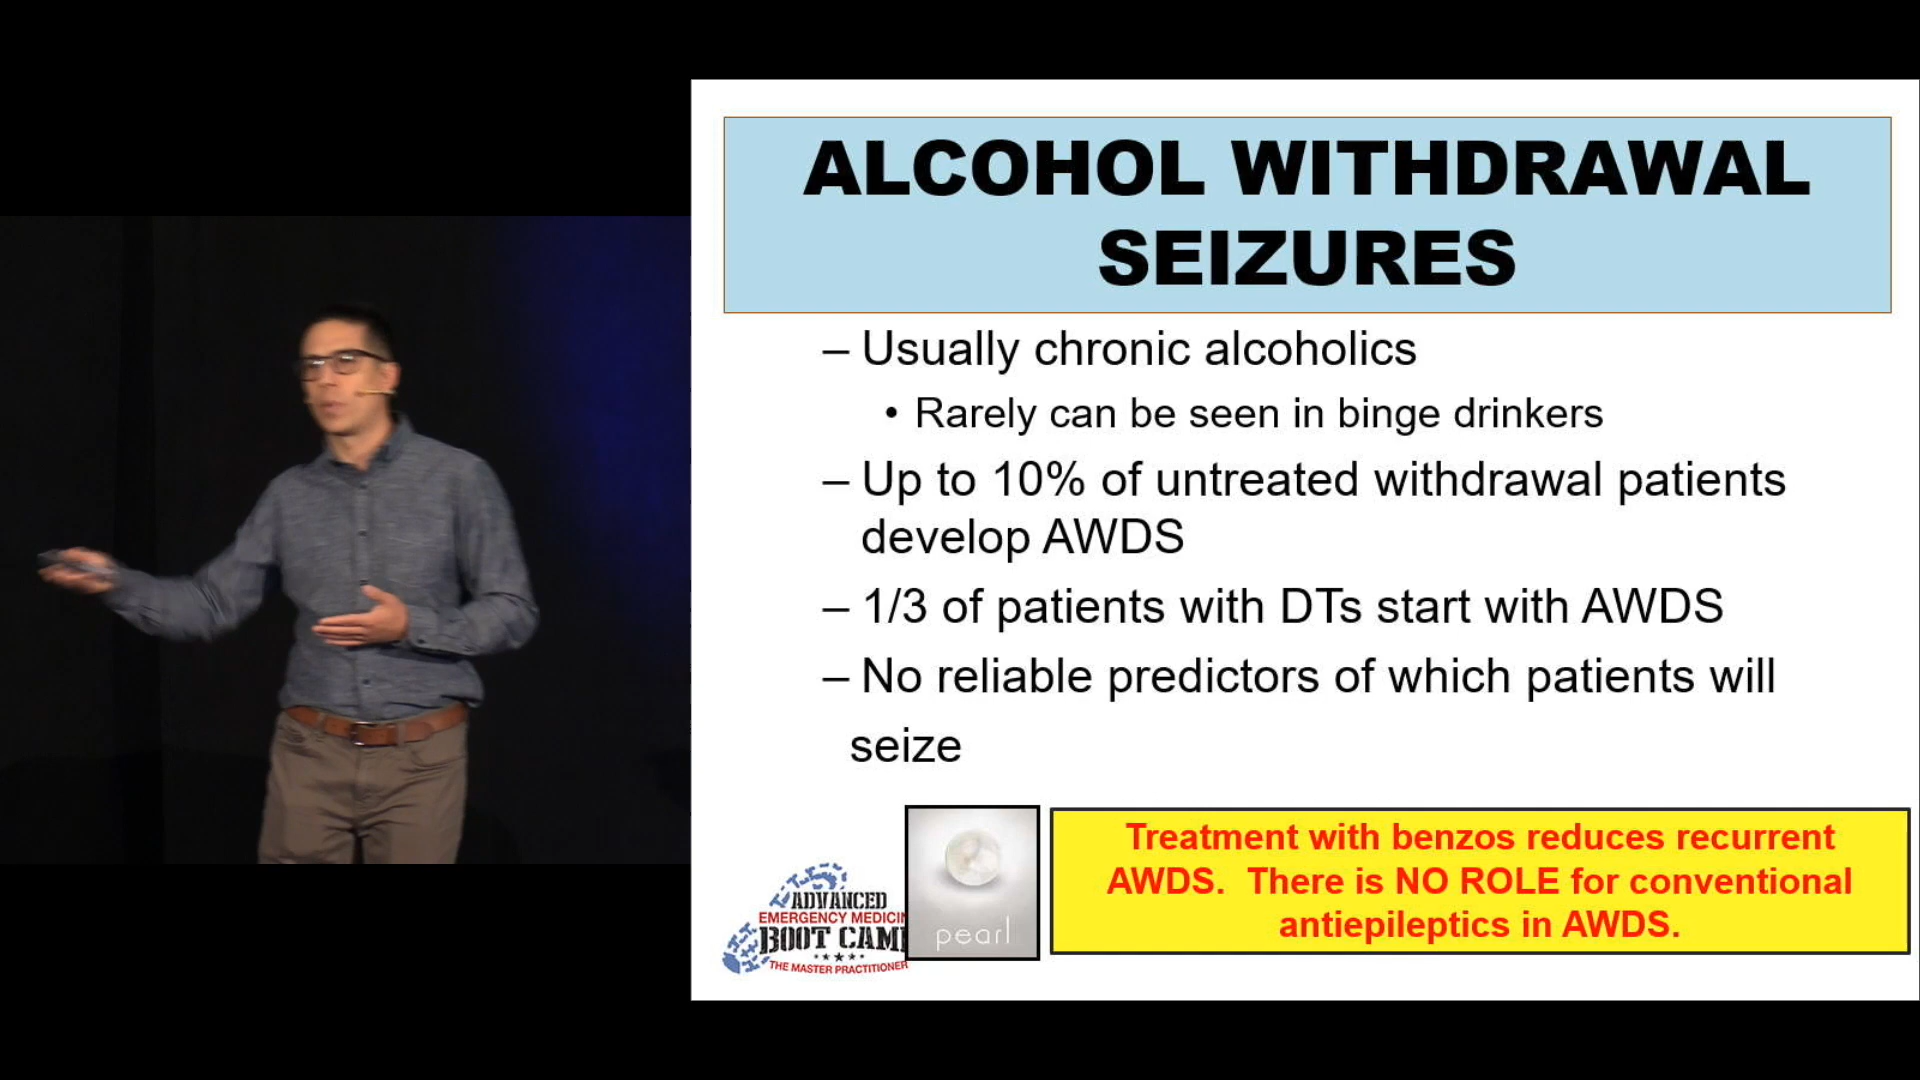 ALCOHOL WITHDRAWAL
SEIZURES
– Usually chronic alcoholics
• Rarely can be seen in binge drinkers
– Up to 10% of untreated withdrawal patients
develop AWDS
– 1/3 of patients with DTs start with AWDS
– No reliable predictors of which patients will
seize
ADVANCED
EMERGENCY MEDICIN
BOOT CAM
THE MASTER PRACTITIONER
pearl
Treatment with benzos reduces recurrent
AWDS.  There is NO ROLE for conventional
antiepileptics in AWDS.